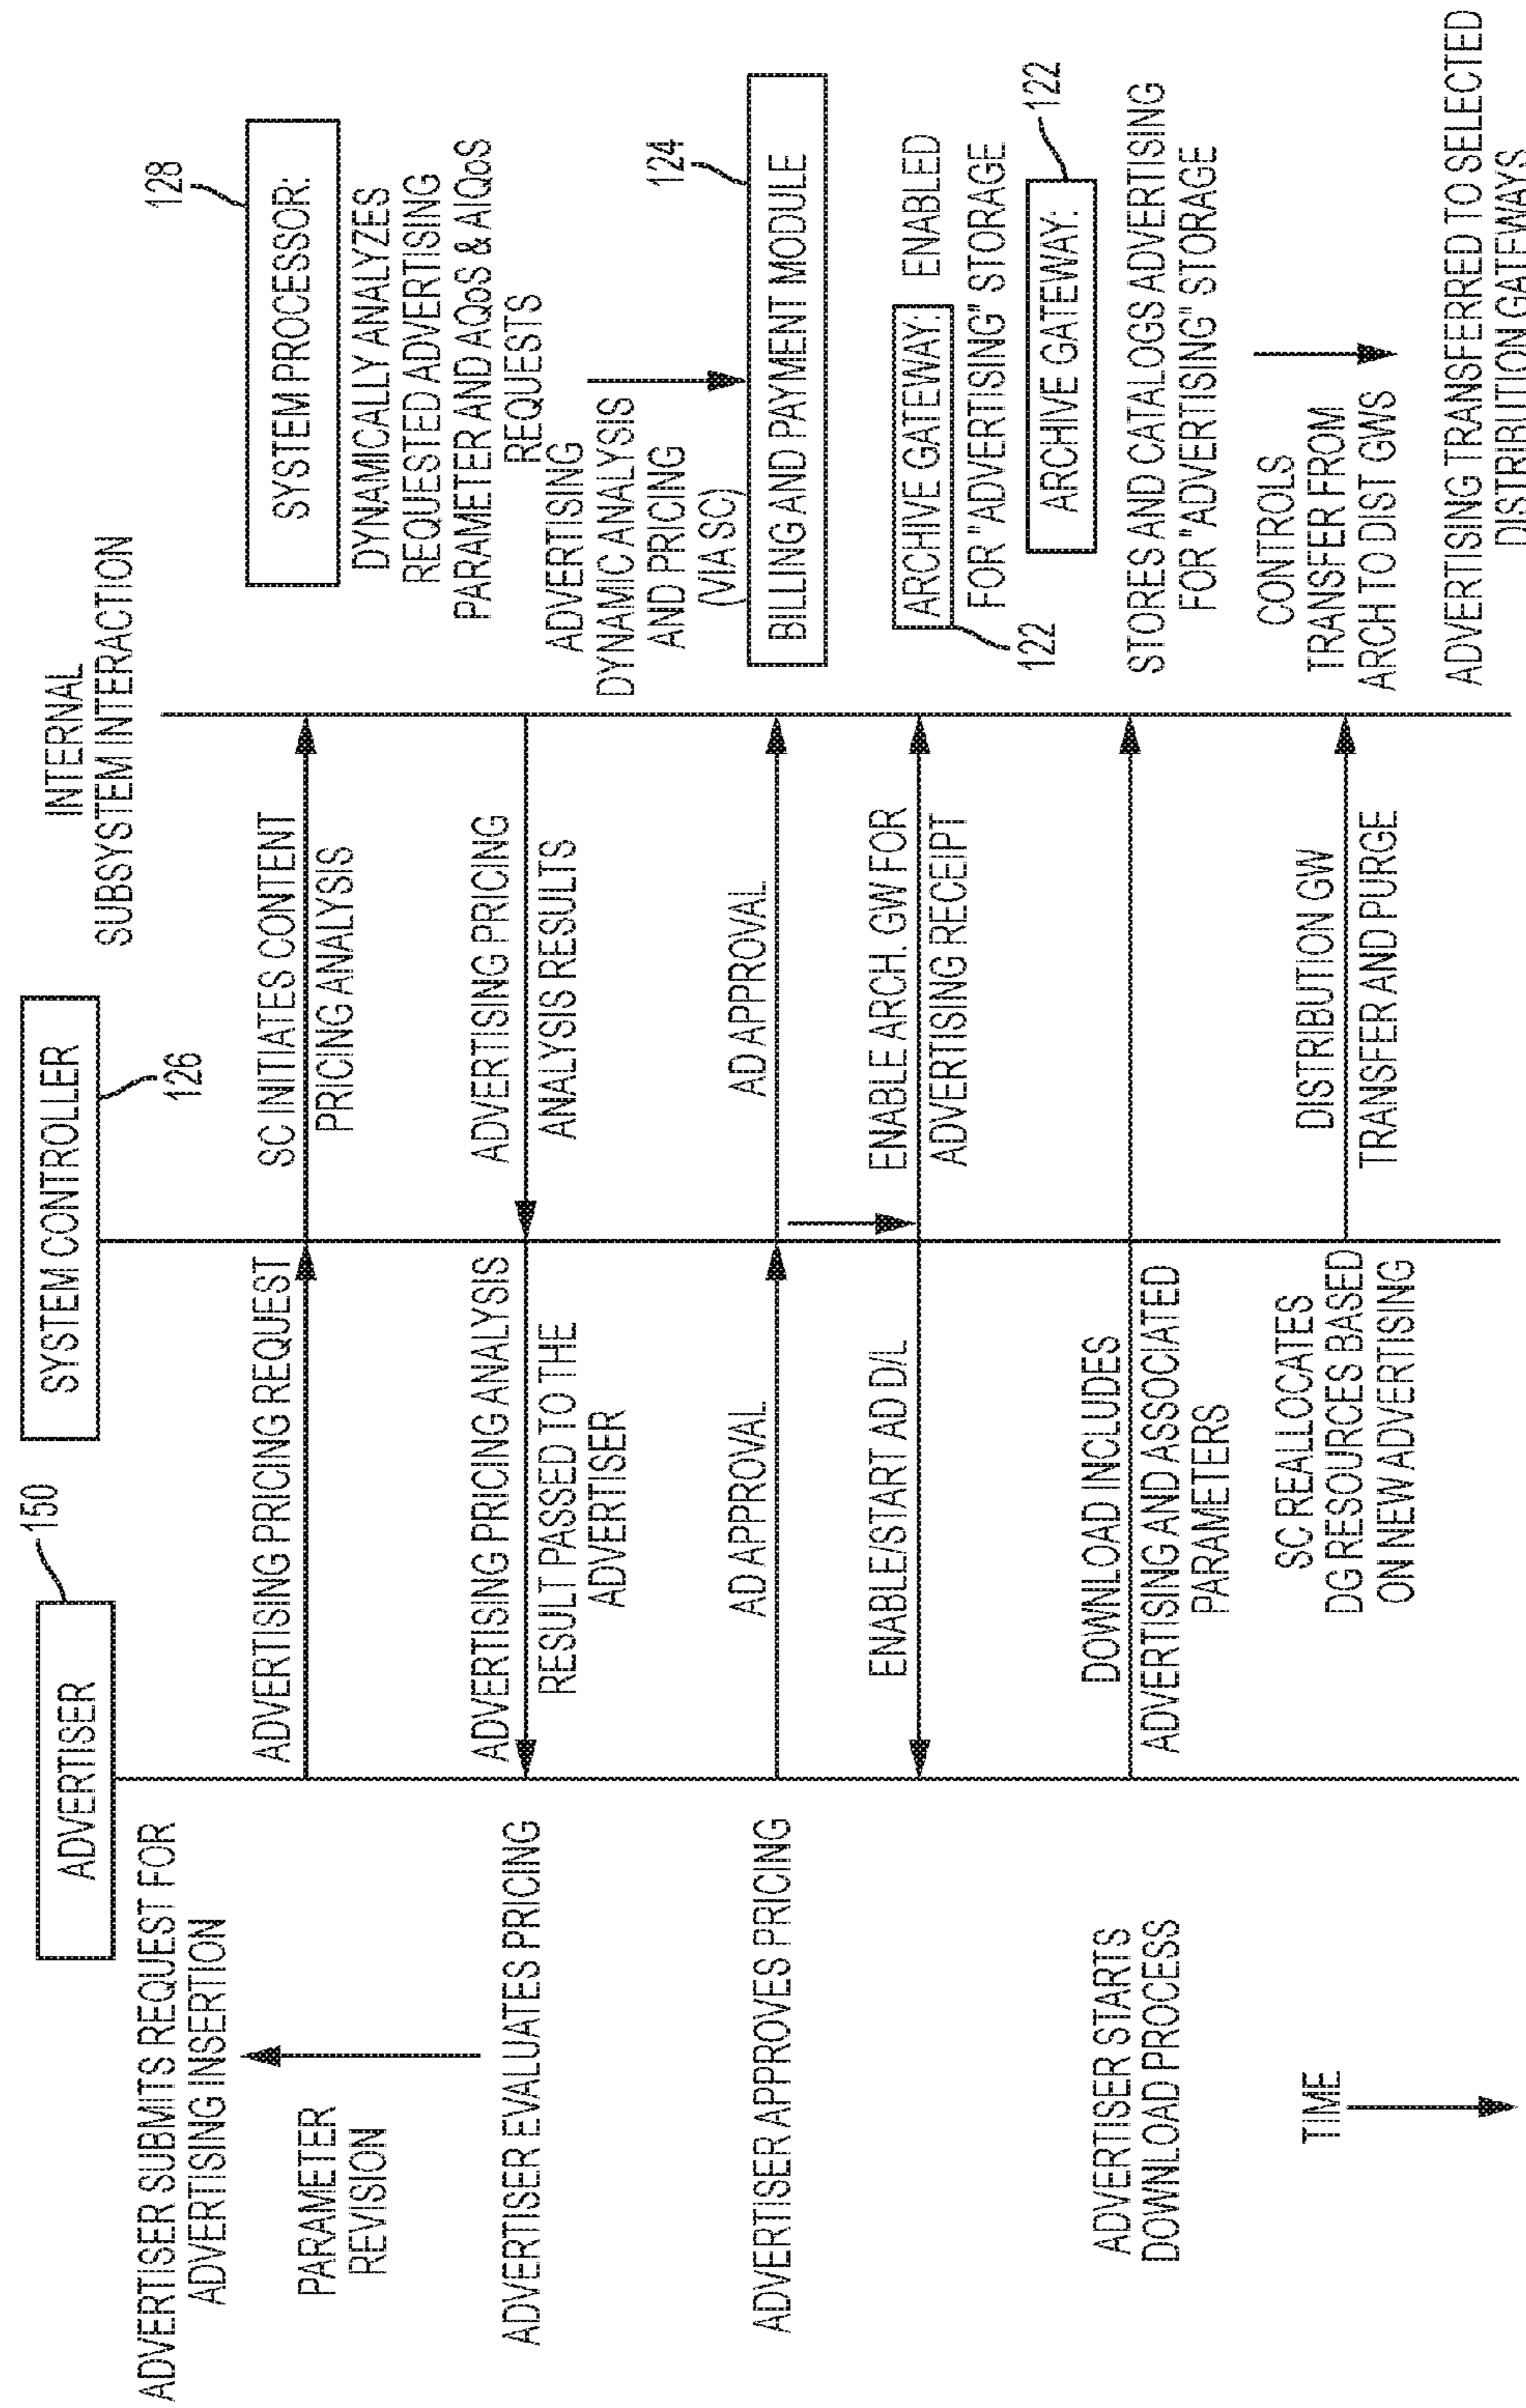 ADVERTISER
150
SYSTEM CONTROLLER
126
INTERNAL
SUBSYSTEM INTERACTION
ADVERTISER SUBMITS REQUEST FOR
ADVERTISING INSERTION
PARAMETER
REVISION
ADVERTISING PRICING REQUEST
SC INITIATES CONTENT
PRICING ANALYSIS
128
SYSTEM PROCESSOR:
DYNAMICALLY ANALYZES
REQUESTED ADVERTISING
PARAMETER AND AQoS & AIQoS
REQUESTS
ADVERTISER EVALUATES PRICING
ADVERTISING PRICING ANALYSIS
RESULT PASSED TO THE
ADVERTISER
ADVERTISING PRICING
ANALYSIS RESULTS
ADVERTISING
DYNAMIC ANALYSIS
AND PRICING
(VIA SC)
124
BILLING AND PAYMENT MODULE
ADVERTISER APPROVES PRICING
AD APPROVAL
AD APPROVAL
ENABLE/START AD D/L
ENABLE ARCH. GW FOR
ADVERTISING RECEIPT
ARCHIVE GATEWAY: ENABLED
FOR "ADVERTISING" STORAGE
122
ARCHIVE GATEWAY:
122
ADVERTISER STARTS
DOWNLOAD PROCESS
DOWNLOAD INCLUDES
ADVERTISING AND ASSOCIATED
PARAMETERS
STORES AND CATALOGS ADVERTISING
FOR "ADVERTISING" STORAGE
TIME
SC REALLOCATES
DG RESOURCES BASED
ON NEW ADVERTISING
DISTRIBUTION GW
TRANSFER AND PURGE
CONTROLS
TRANSFER FROM
ARCH TO DIST GWS
ADVERTISING TRANSFERRED TO SELECTED
DISTRIBUTION GATEWAYS